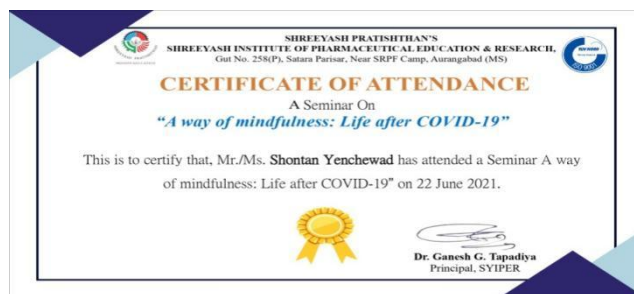 SHREEYASH PRATISHTHAN'S
SHREEYASH INSTITUTE OF PHARMACEUTICAL EDUCATION & RESEARCH,
Gut No. 258(P), Satara Parisar, Near SRPF Camp, Aurangabad (MS)
ISO 9001
CERTIFICATE OF ATTENDANCE
A Seminar On
"A way of mindfulness: Life after COVID-19"
This is to certify that, Mr./Ms. Shontan Yenchewad has attended a Seminar A way
of mindfulness: Life after COVID-19" on 22 June 2021.
Dr. Ganesh G. Tapadiya
Principal, SYIPER